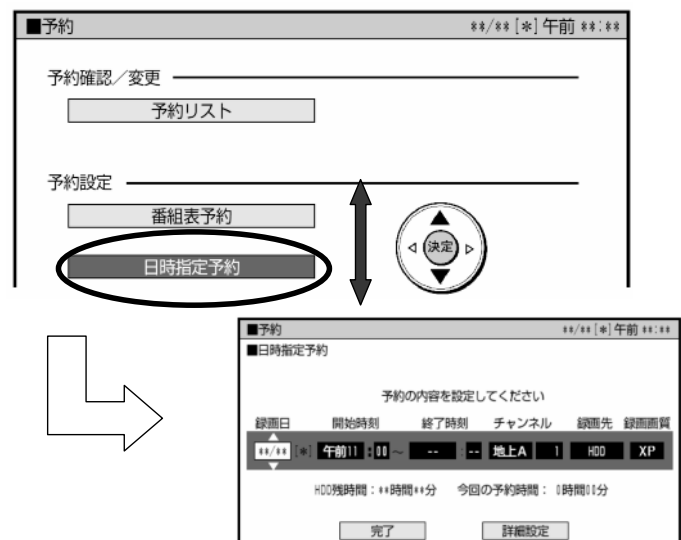 ■予約 **/** [*] 午前 **:**
予約確認／変更
予約リスト
予約設定
番組表予約
日時指定予約
決定
■予約 **/** [*] 午前 **:**
■日時指定予約
予約の内容を設定してください
録画日 開始時刻 終了時刻 チャンネル 録画先 録画画質
**/** [*] 午前11 : 00 ～ -- : -- 地上A 1 HDD XP
HDD残時間：**時間**分 今回の予約時間： 0時間00分
完了 詳細設定